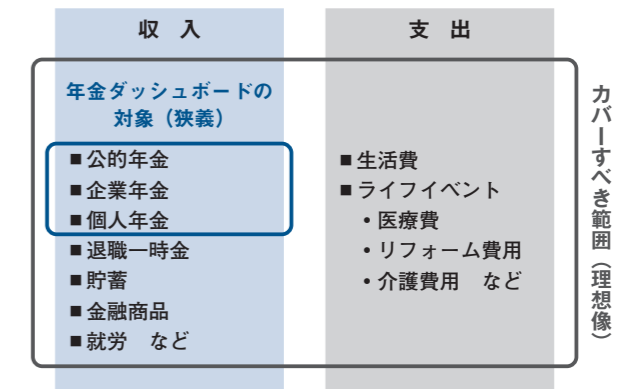 収　入
年金ダッシュボードの
対象（狭義）
■公的年金
■企業年金
■個人年金
■退職一時金
■貯蓄
■金融商品
■就労　など
支　出
■生活費
■ライフイベント
・医療費
・リフォーム費用
・介護費用　など
カバーすべき範囲（理想像）